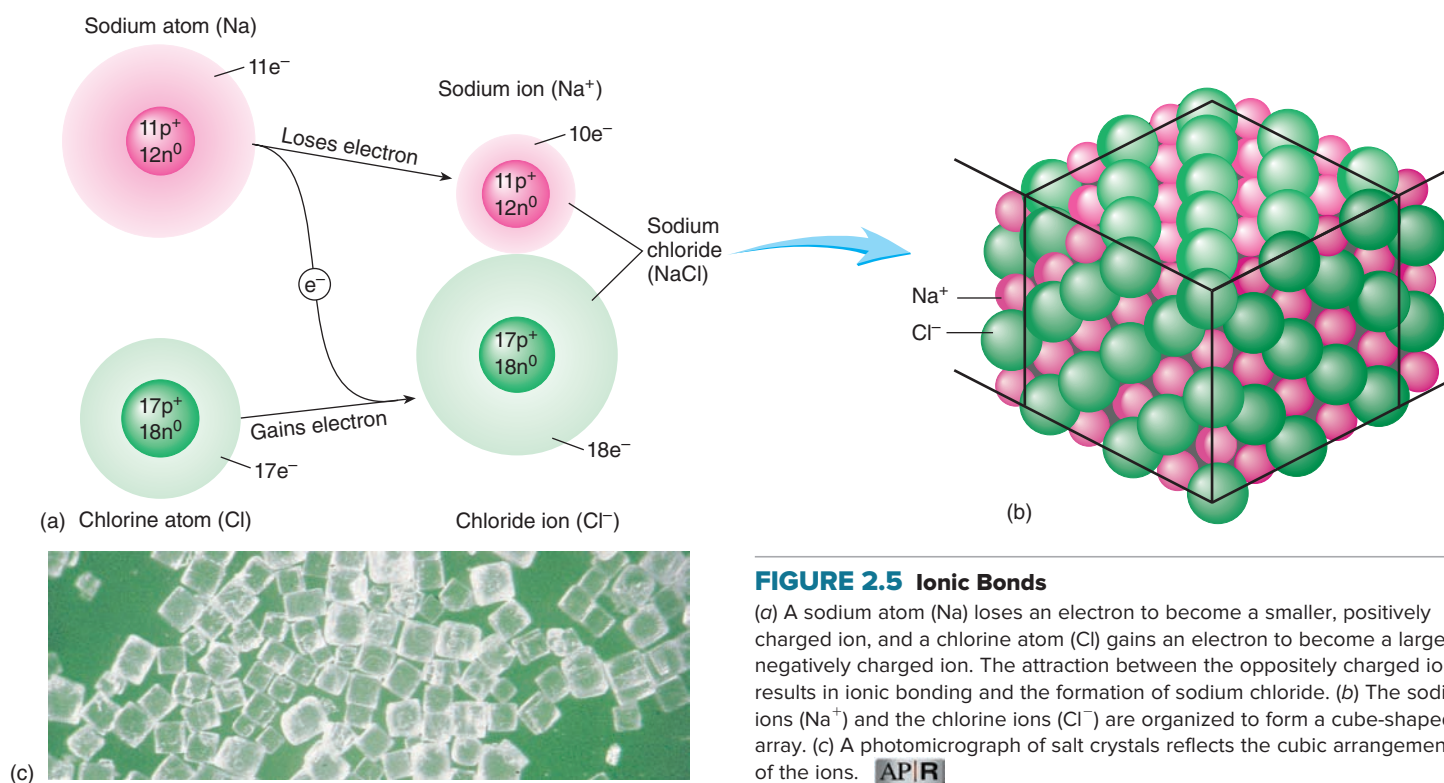 Sodium atom (Na)
11e⁻
11p⁺
12n⁰
Loses electron
Sodium ion (Na⁺)
10e⁻
11p⁺
12n⁰
e⁻
Sodium
chloride
(NaCl)
17p⁺
18n⁰
Gains electron
17e⁻
17p⁺
18n⁰
18e⁻
(a) Chlorine atom (Cl)
Chloride ion (Cl⁻)
Na⁺
Cl⁻
(b)
(c)
FIGURE 2.5 Ionic Bonds
(a) A sodium atom (Na) loses an electron to become a smaller, positively
charged ion, and a chlorine atom (Cl) gains an electron to become a large
negatively charged ion. The attraction between the oppositely charged io
results in ionic bonding and the formation of sodium chloride. (b) The sodi
ions (Na⁺) and the chlorine ions (Cl⁻) are organized to form a cube-shaped
array. (c) A photomicrograph of salt crystals reflects the cubic arrangemen
of the ions. AP|R